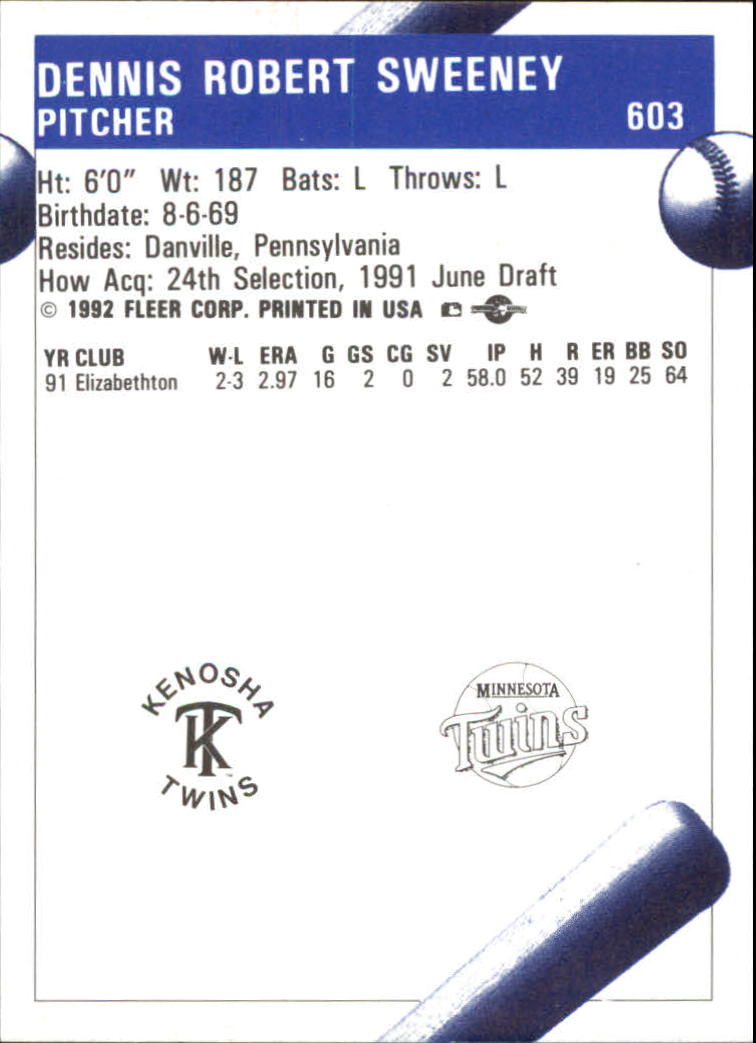 DENNIS ROBERT SWEENEY
PITCHER 603
Ht: 6'0" Wt: 187 Bats: L Throws: L
Birthdate: 8-6-69
Resides: Danville, Pennsylvania
How Acq: 24th Selection, 1991 June Draft
© 1992 FLEER CORP. PRINTED IN USA
YR CLUB W-L ERA G GS CG SV IP H R ER BB SO
91 Elizabethton 2-3 2.97 16 2 0 2 58.0 52 39 19 25 64
KENOSHA
KT
TWINS
MINNESOTA
Twins